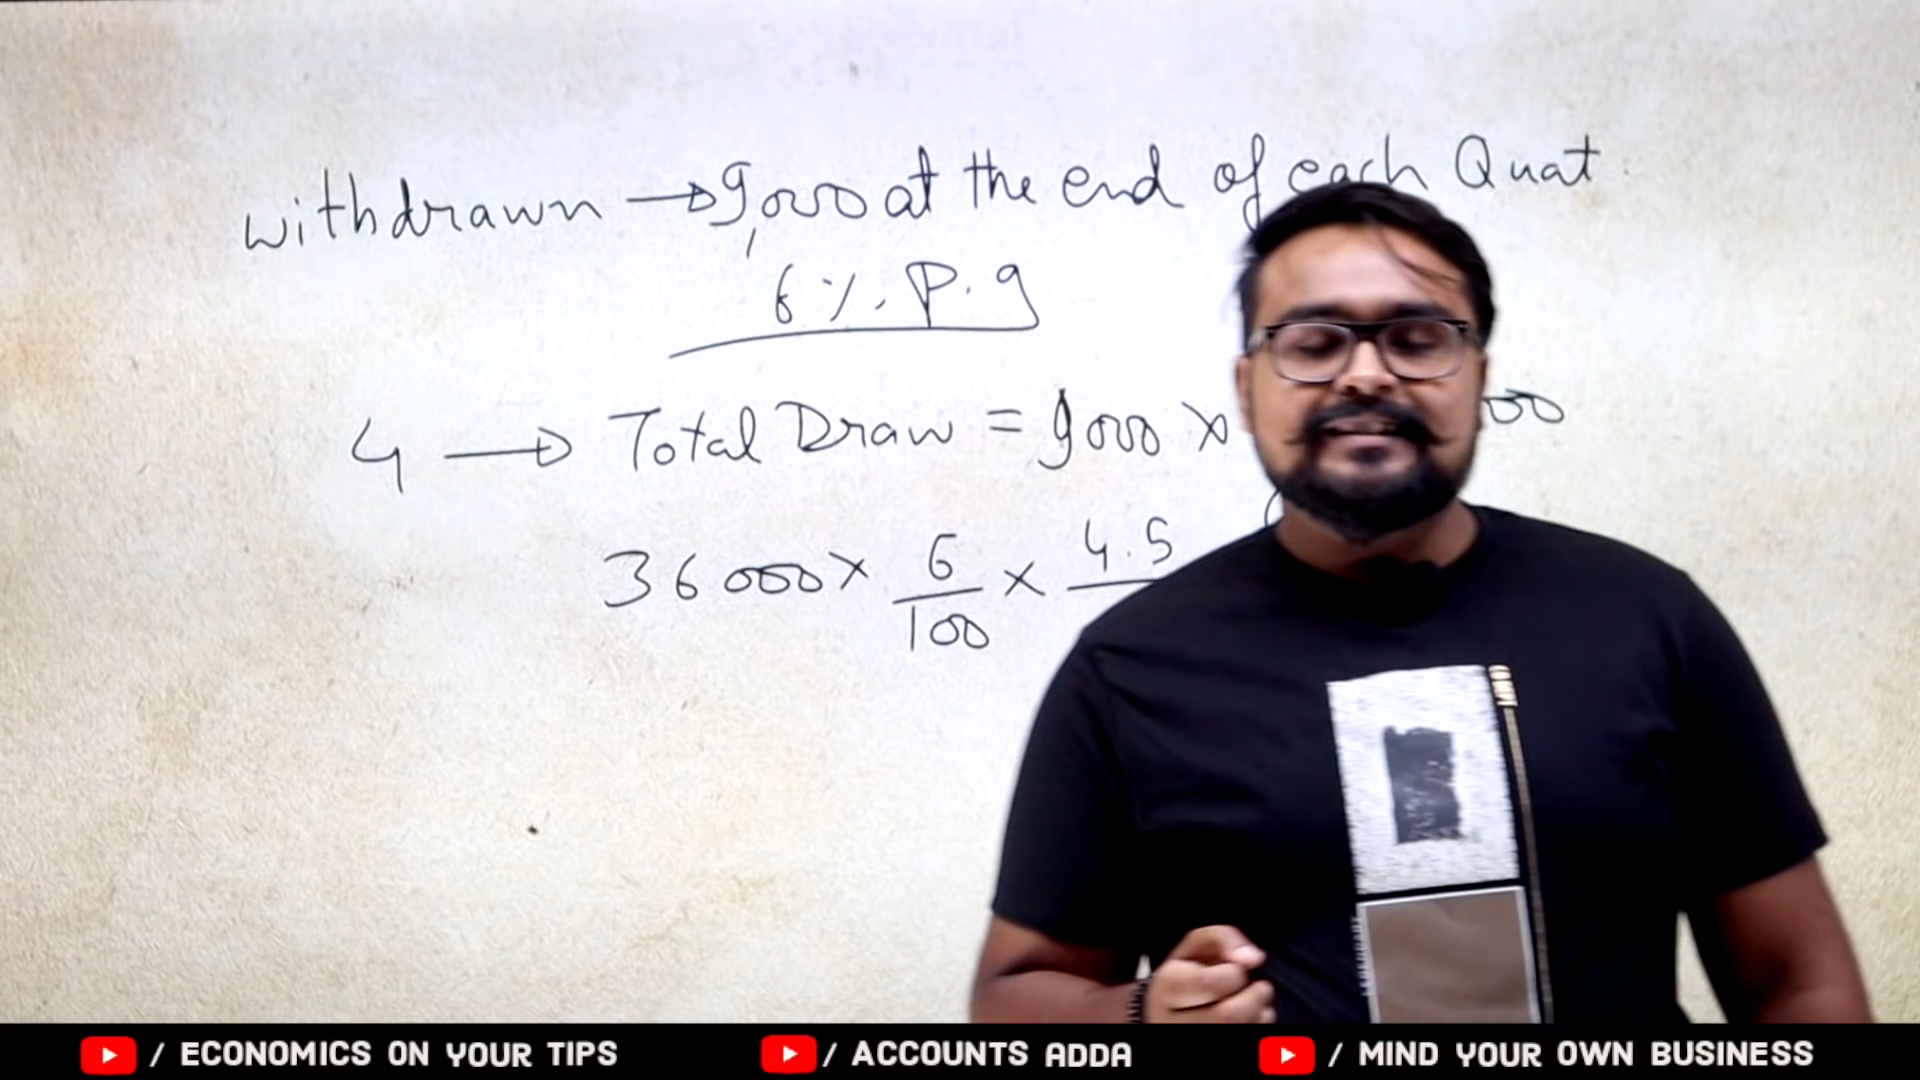 withdrawn → 9,000 at the end of each Quat.
6%. P.a
4 → Total Draw = 9000 ×
36000 × 6/100 × 4.5
/ ECONOMICS ON YOUR TIPS / ACCOUNTS ADDA / MIND YOUR OWN BUSINESS